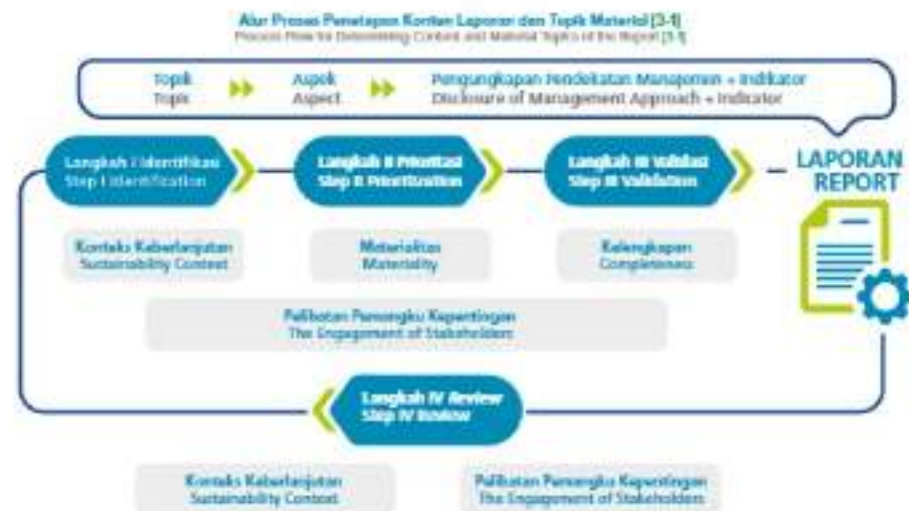 Alur Proses Penetapan Konten Laporan dan Topik Material [3-1]
Process Flow for Determining Content and Material Topics of the Report [3-1]
Topik
Topic
Aspek
Aspect
Pengungkapan Pendekatan Manajemen + Indikator
Disclosure of Management Approach + Indicator
Langkah I Identifikasi
Step I Identification
Langkah II Prioritasi
Step II Prioritization
Langkah III Validasi
Step III Validation
LAPORAN
REPORT
Konteks Keberlanjutan
Sustainability Context
Materialitas
Materiality
Kelengkapan
Completeness
Pelibatan Pemangku Kepentingan
The Engagement of Stakeholders
Langkah IV Review
Step IV Review
Konteks Keberlanjutan
Sustainability Context
Pelibatan Pemangku Kepentingan
The Engagement of Stakeholders